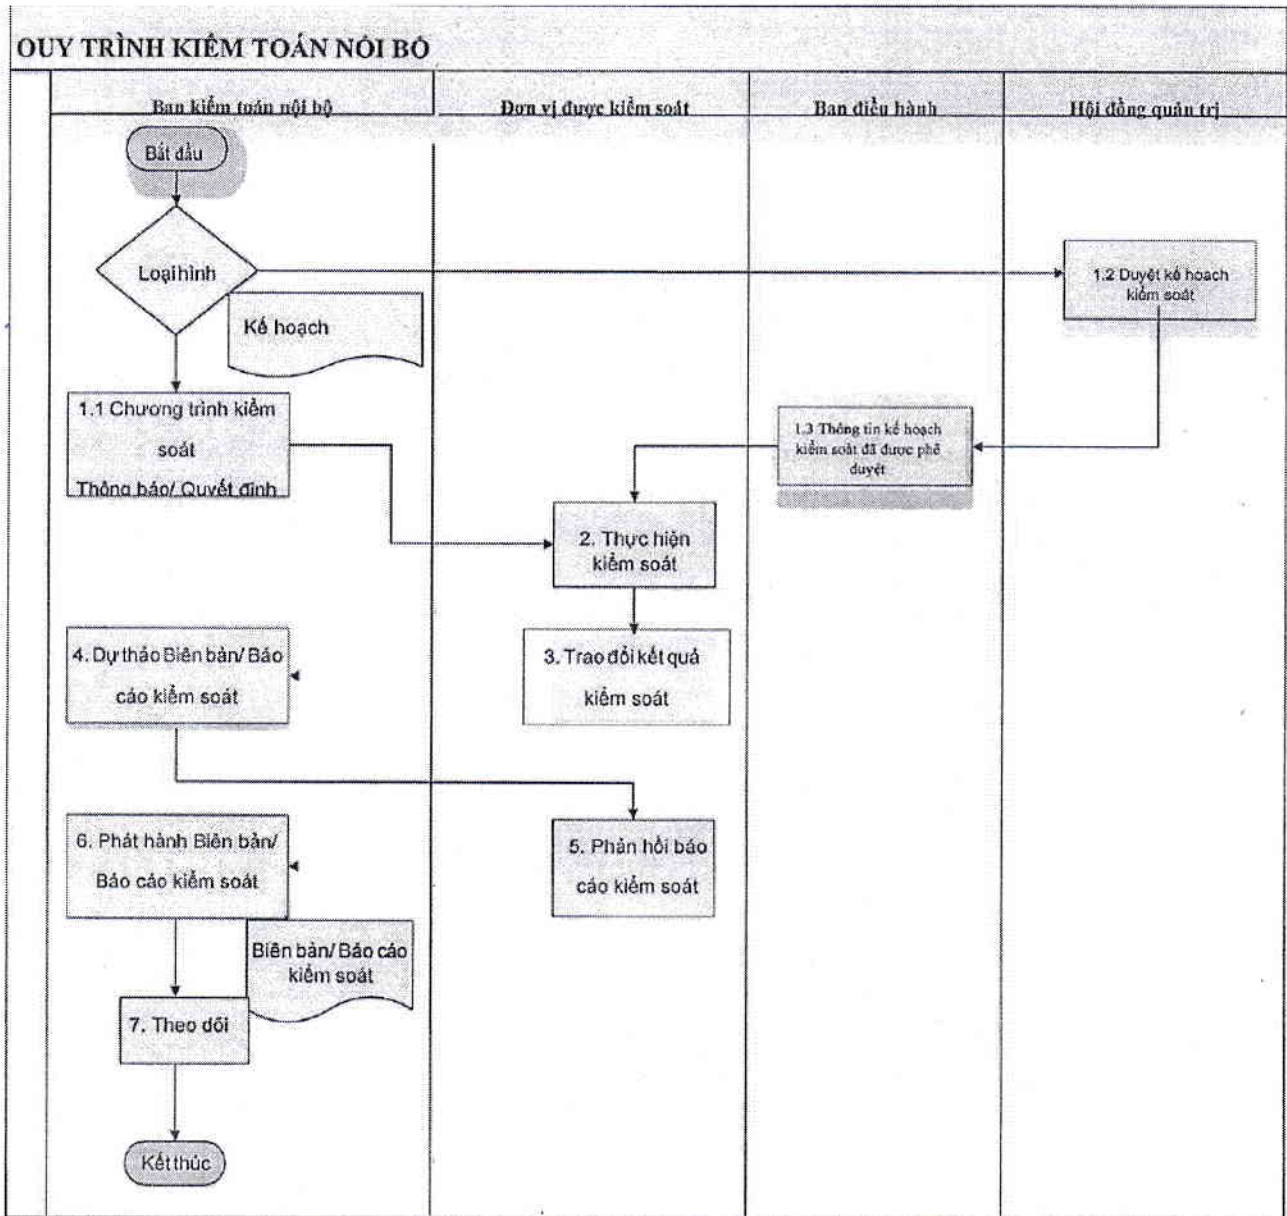 QUY TRÌNH KIỂM TOÁN NỘI BỘ
Ban kiểm toán nội bộ
Đơn vị được kiểm soát
Ban điều hành
Hội đồng quản trị
Bắt đầu
Loại hình
1.2 Duyệt kế hoạch
kiểm soát
Kế hoạch
1.1 Chương trình kiểm
soát
Thông báo/ Quyết định
1.3 Thông tin kế hoạch
kiểm soát đã được phê
duyệt
2. Thực hiện
kiểm soát
4. Dự thảo Biên bản/ Báo
cáo kiểm soát
3. Trao đổi kết quả
kiểm soát
6. Phát hành Biên bản/
Báo cáo kiểm soát
5. Phản hồi báo
cáo kiểm soát
Biên bản/ Báo cáo
kiểm soát
7. Theo dõi
Kết thúc